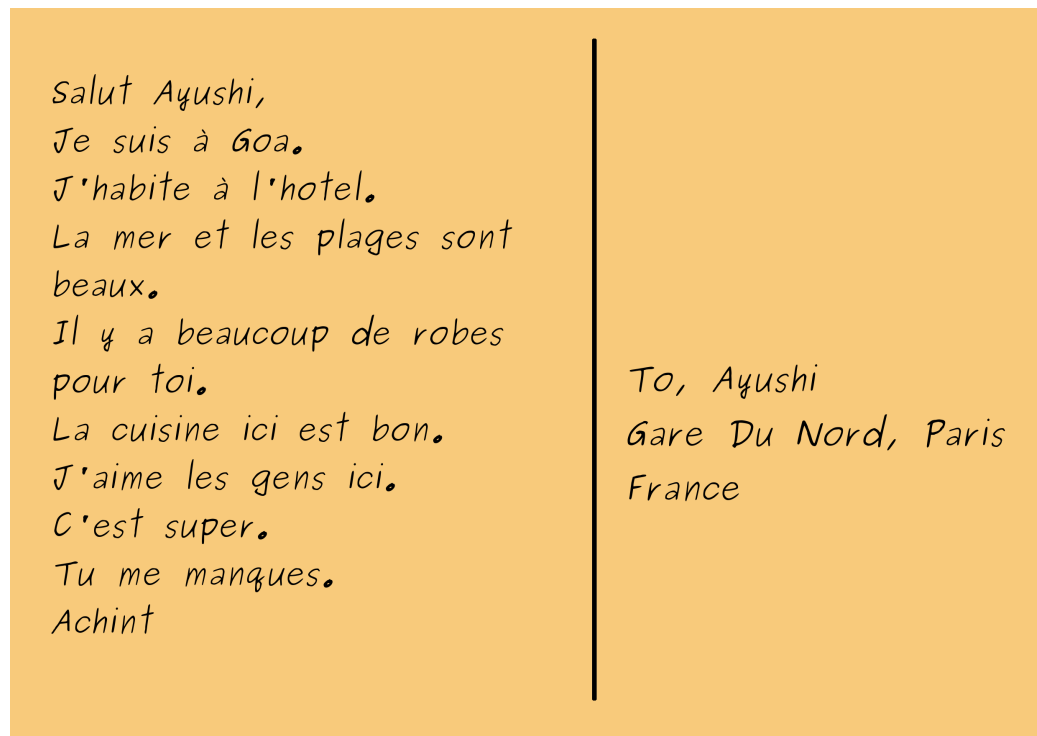 Salut Ayushi,
Je suis à Goa.
J'habite à l'hotel.
La mer et les plages sont
beaux.
Il y a beaucoup de robes
pour toi.
La cuisine ici est bon.
J'aime les gens ici.
C'est super.
Tu me manques.
Achint
To, Ayushi
Gare Du Nord, Paris
France